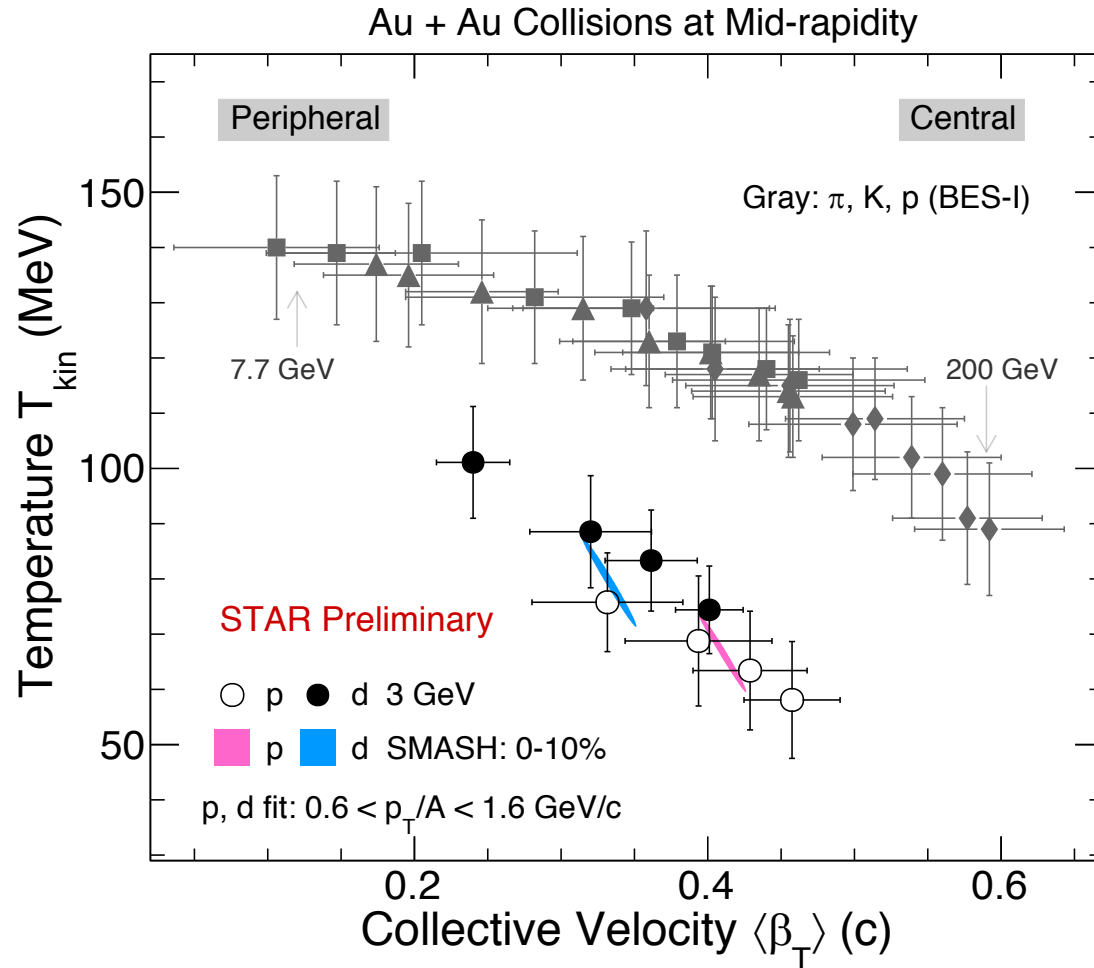 Au + Au Collisions at Mid-rapidity
Peripheral
Central
Gray: π, K, p (BES-I)
7.7 GeV
200 GeV
STAR Preliminary
p d 3 GeV
p d SMASH: 0-10%
p, d fit: 0.6 < p_T/A < 1.6 GeV/c
Temperature T_kin (MeV)
150
100
50
0.2 0.4 0.6
Collective Velocity ⟨β_T⟩ (c)